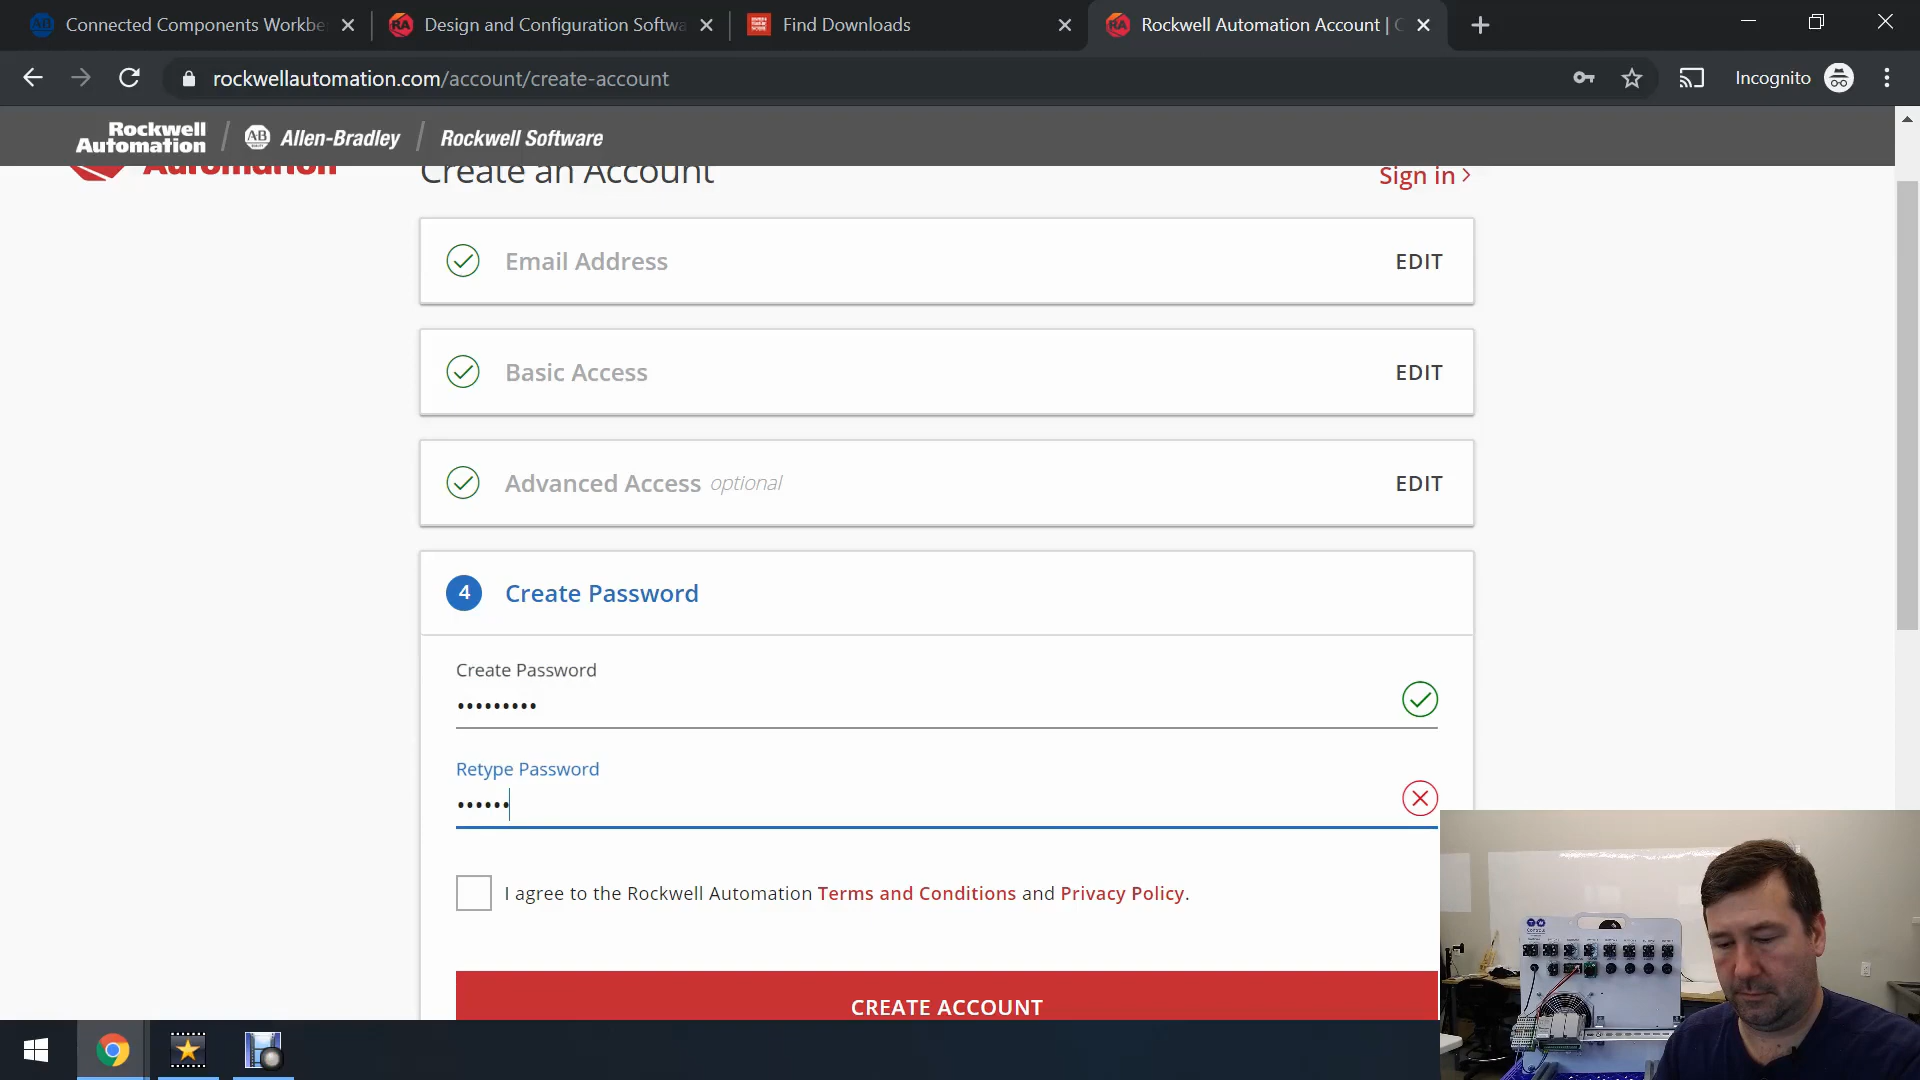 Connected Components Workbe
Design and Configuration Softwa
Find Downloads
Rockwell Automation Account | C
rockwellautomation.com/account/create-account
Incognito
Rockwell Automation
AB Allen-Bradley
Rockwell Software
Automation
Create an Account
Sign in
Email Address
EDIT
Basic Access
EDIT
Advanced Access optional
EDIT
4 Create Password
Create Password
•••••••••
Retype Password
••••••
I agree to the Rockwell Automation Terms and Conditions and Privacy Policy.
CREATE ACCOUNT